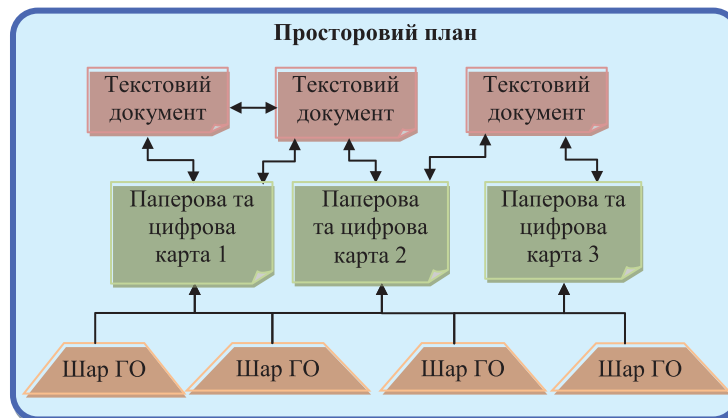 Просторовий план
Текстовий
документ
Текстовий
документ
Текстовий
документ
Паперова та
цифрова
карта 1
Паперова
та цифрова
карта 2
Паперова та
цифрова
карта 3
Шар ГО
Шар ГО
Шар ГО
Шар ГО